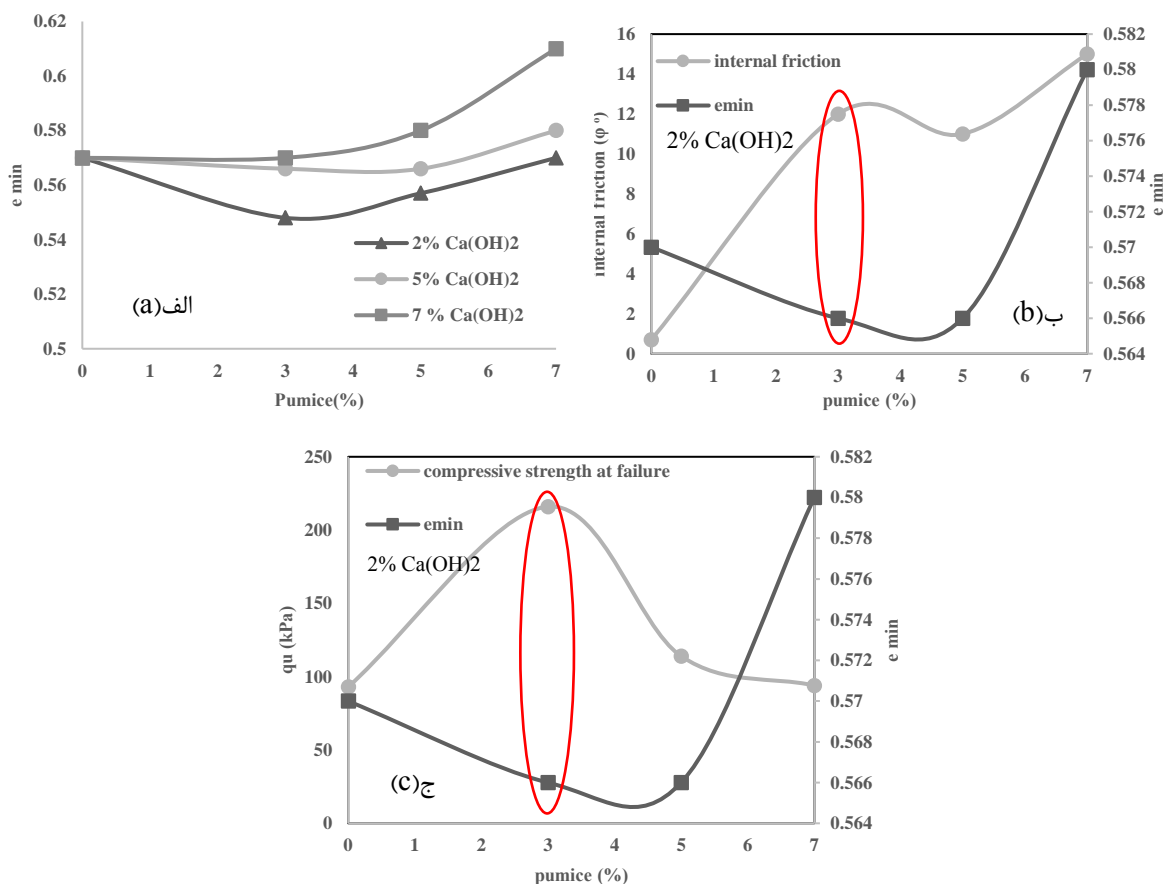 0.62
0.6
0.58
0.56
0.54
0.52
0.5
e min
2% Ca(OH)2
5% Ca(OH)2
7 % Ca(OH)2
الف(a)
0 1 2 3 4 5 6 7
Pumice(%)
16
14
12
10
8
6
4
2
0
internal friction (φ º)
internal friction
emin
2% Ca(OH)2
ب(b)
0.582
0.58
0.578
0.576
0.574
0.572
0.57
0.568
0.566
0.564
e min
0 1 2 3 4 5 6 7
pumice (%)
250
200
150
100
50
0
qu (kPa)
compressive strength at failure
emin
2% Ca(OH)2
ج(c)
0.582
0.58
0.578
0.576
0.574
0.572
0.57
0.568
0.566
0.564
e min
0 1 2 3 4 5 6 7
pumice (%)